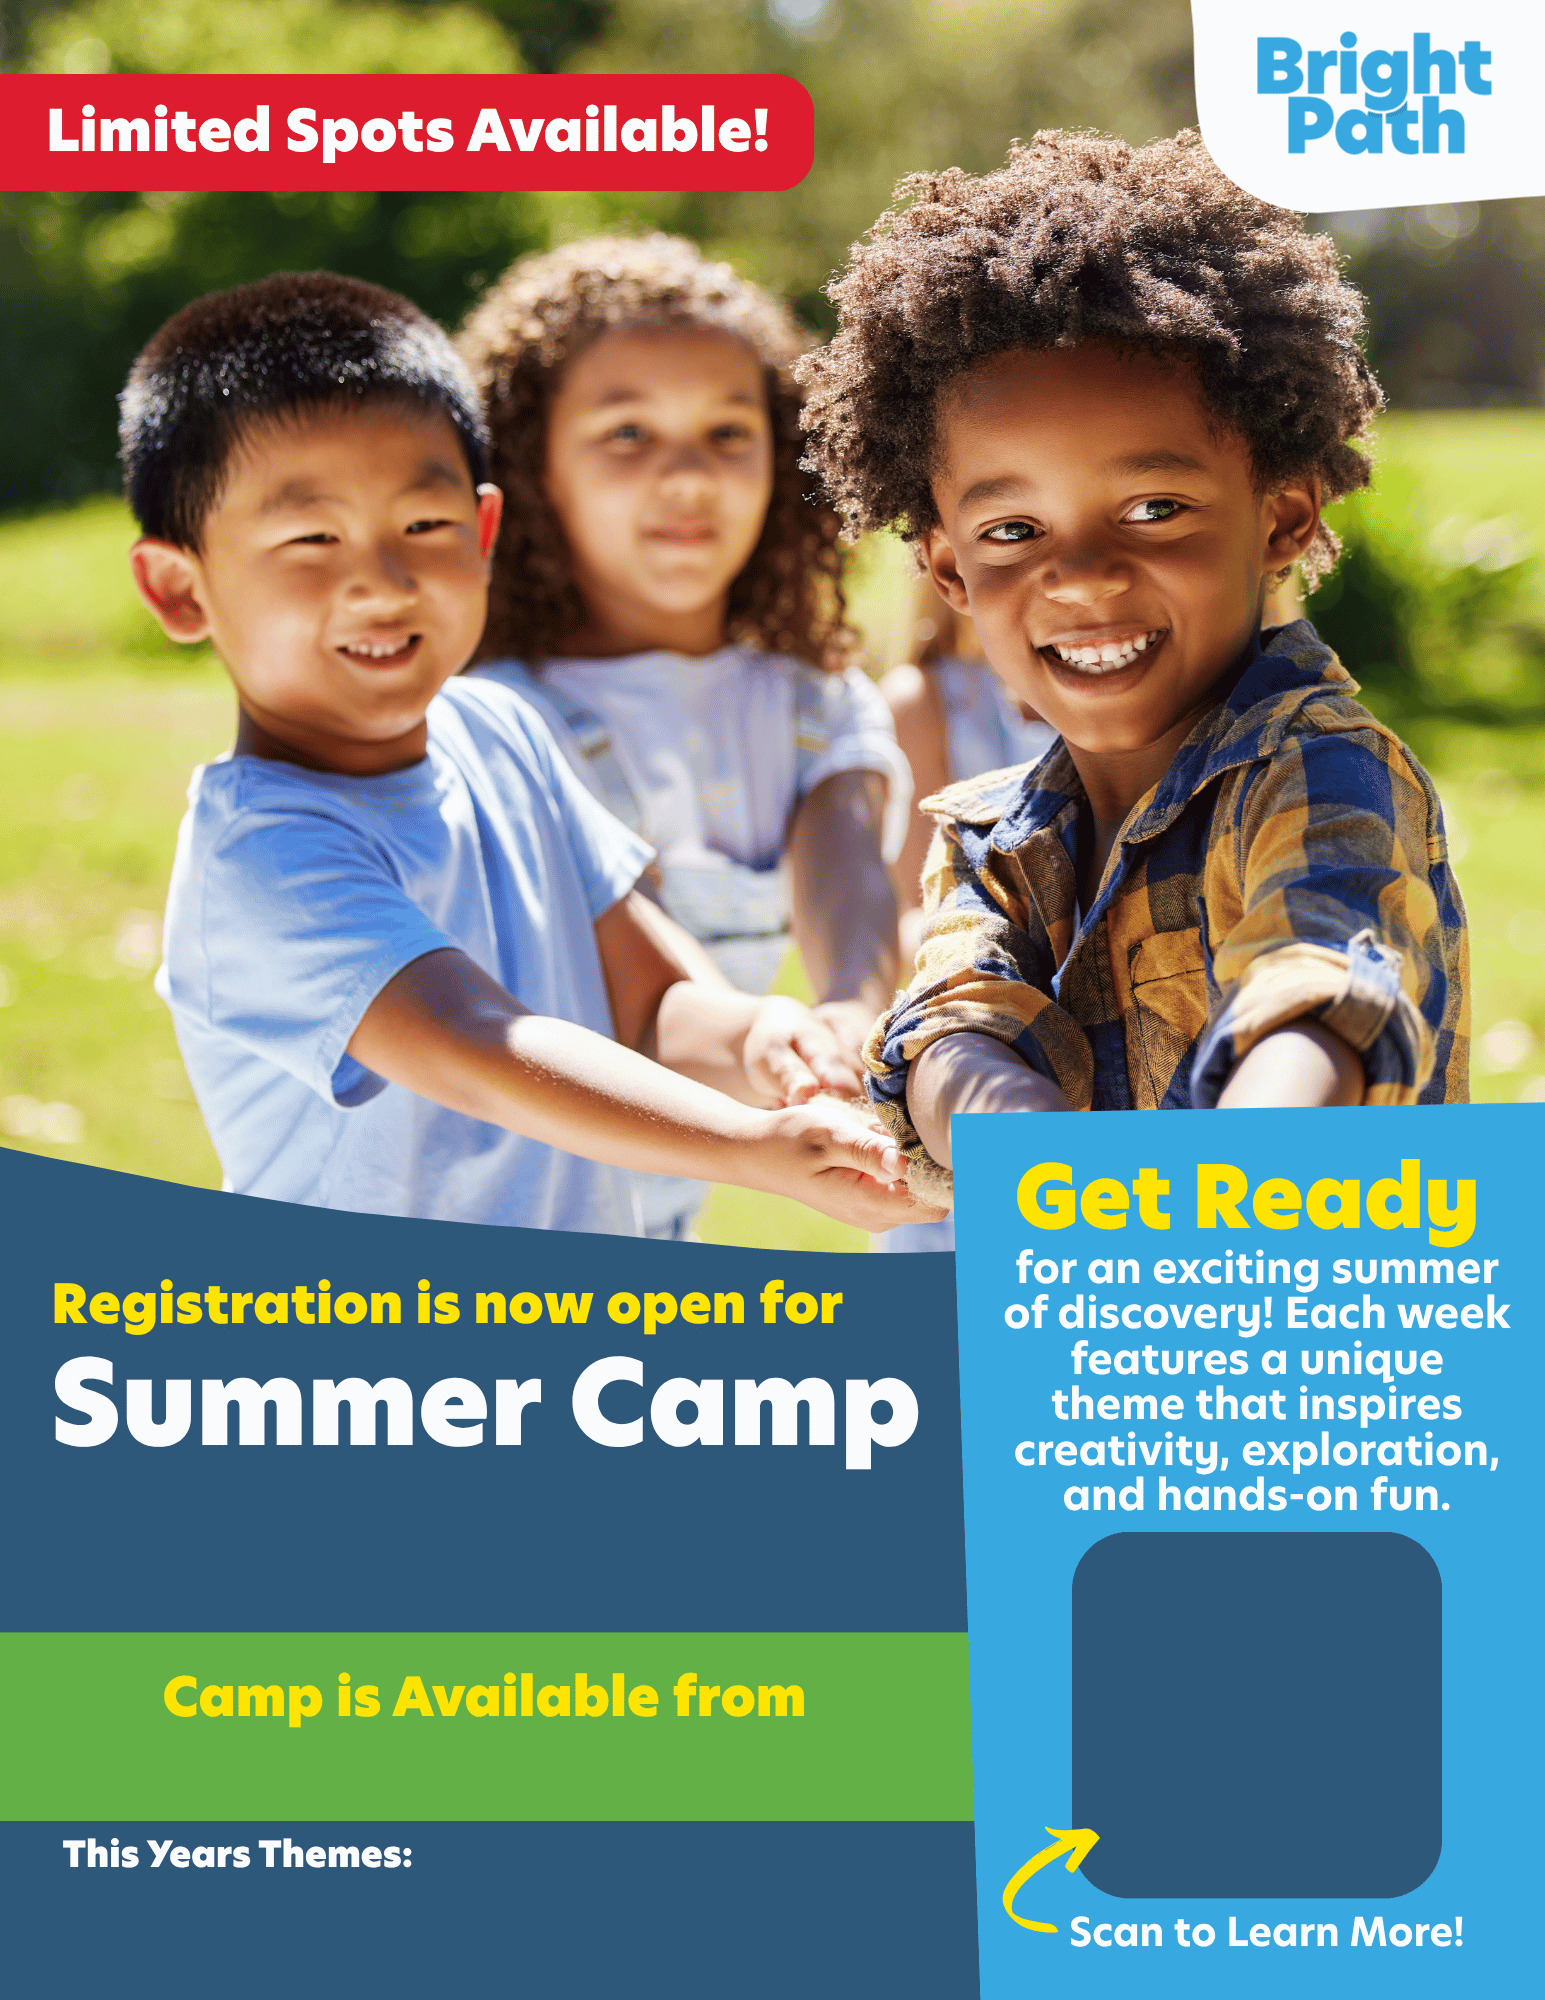 Limited Spots Available!
Bright
Path
Registration is now open for
Summer Camp
Camp is Available from
This Years Themes:
Get Ready
for an exciting summer
of discovery! Each week
features a unique
theme that inspires
creativity, exploration,
and hands-on fun.
Scan to Learn More!